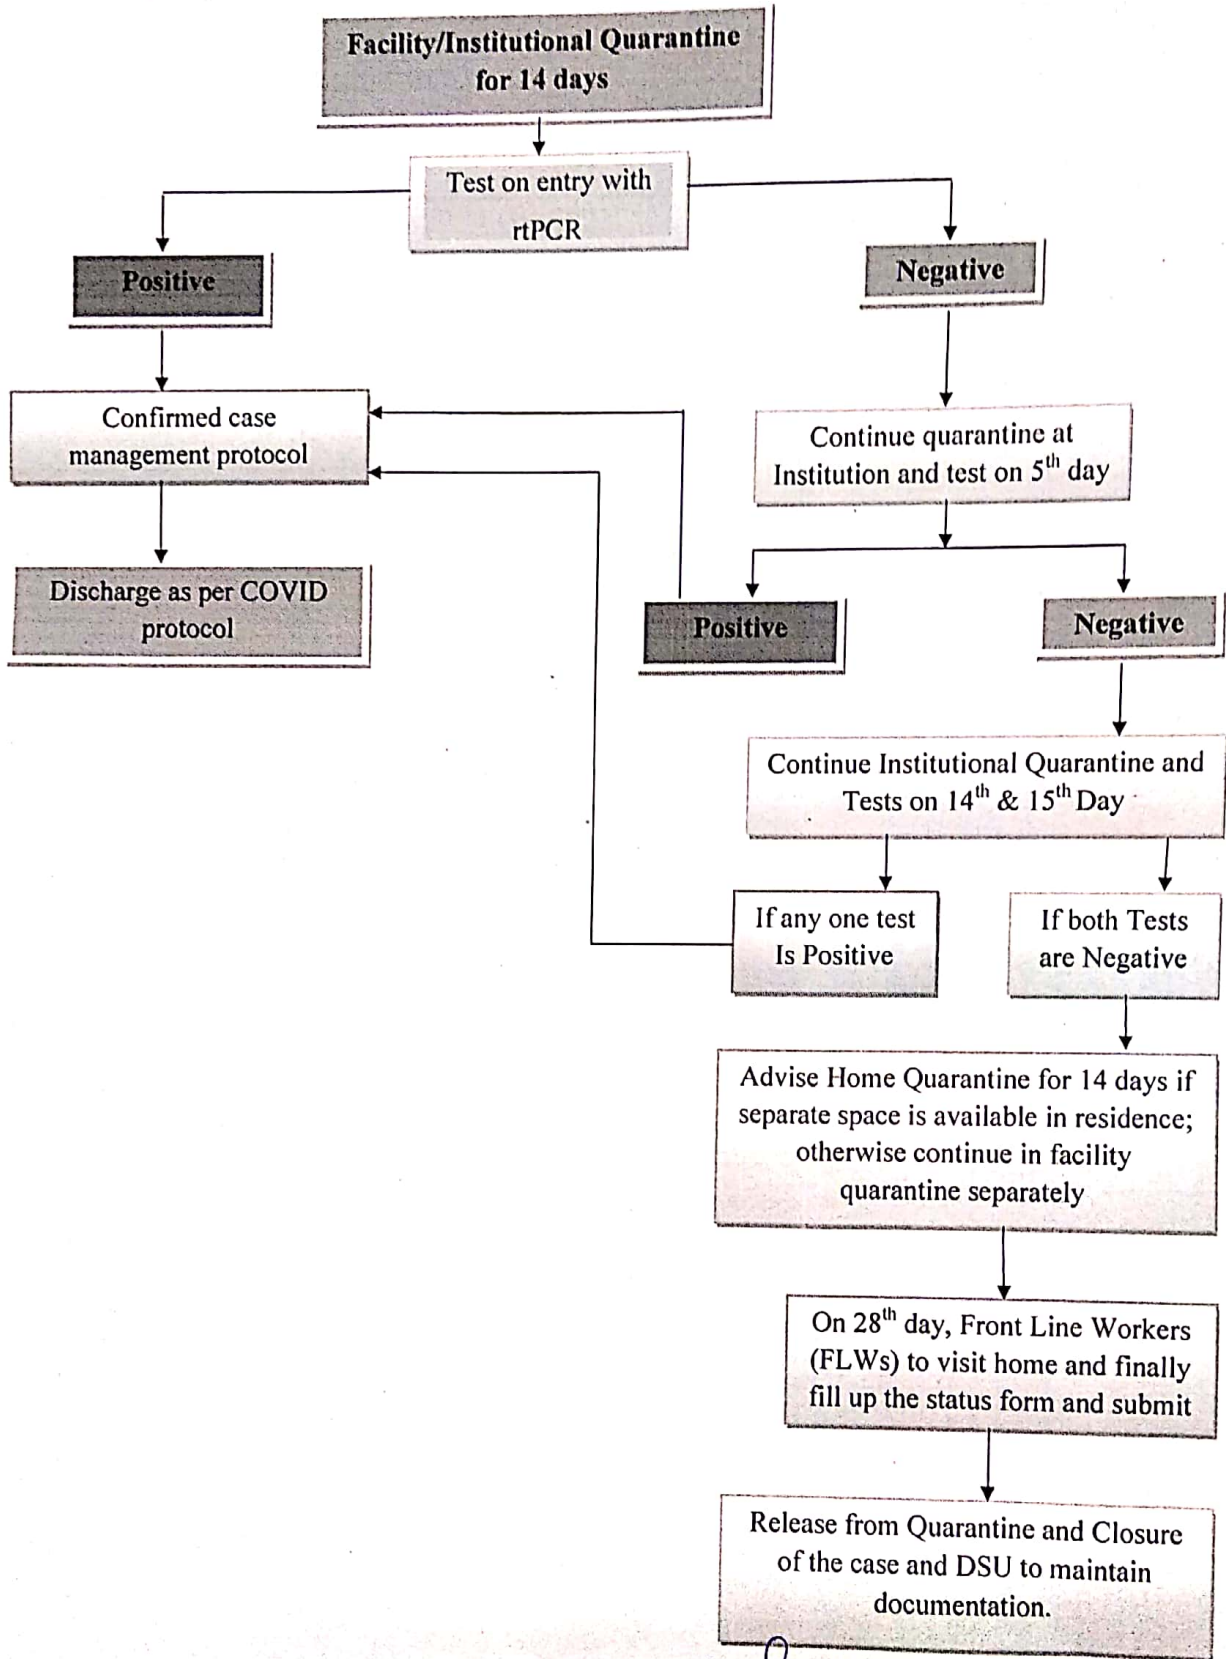 Facility/Institutional Quarantine
for 14 days
Test on entry with
rtPCR
Positive
Negative
Confirmed case
management protocol
Continue quarantine at
Institution and test on 5th day
Discharge as per COVID
protocol
Positive
Negative
Continue Institutional Quarantine and
Tests on 14th & 15th Day
If any one test
Is Positive
If both Tests
are Negative
Advise Home Quarantine for 14 days if
separate space is available in residence;
otherwise continue in facility
quarantine separately
On 28th day, Front Line Workers
(FLWs) to visit home and finally
fill up the status form and submit
Release from Quarantine and Closure
of the case and DSU to maintain
documentation.